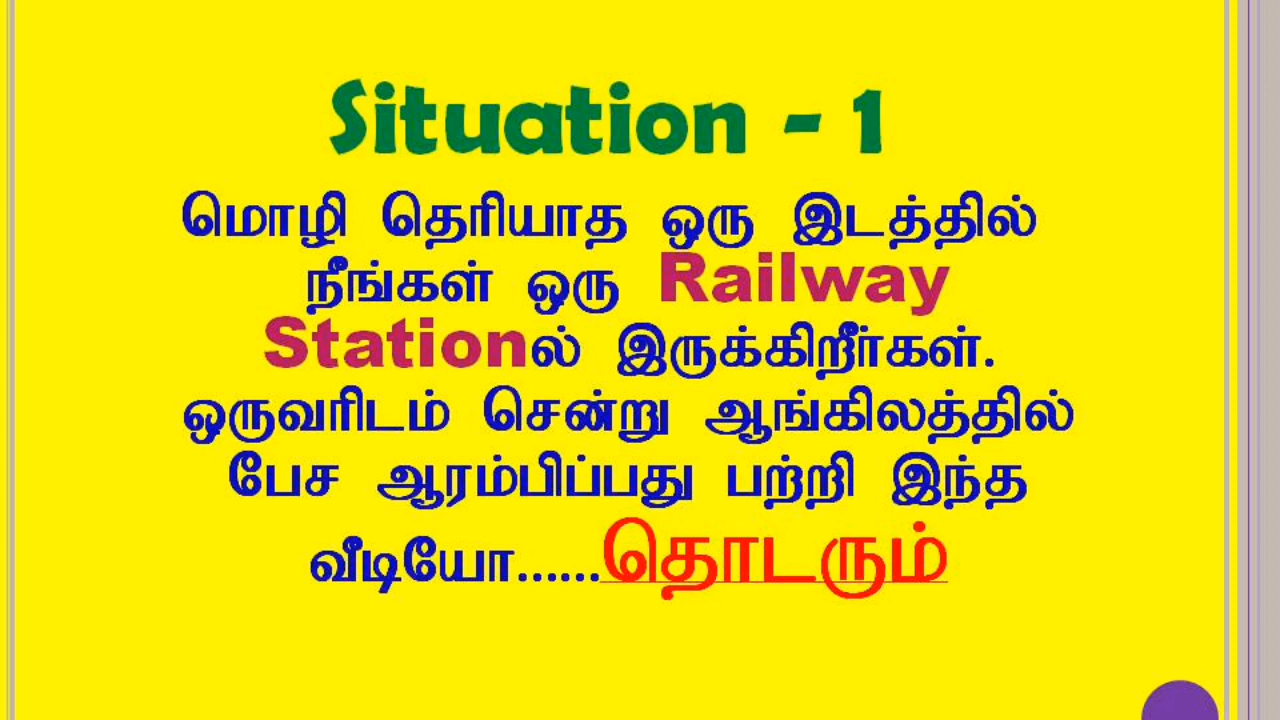 Situation - 1
மொழி தெரியாத ஒரு இடத்தில்
நீங்கள் ஒரு Railway
Stationல் இருக்கிறீர்கள்.
ஒருவரிடம் சென்று ஆங்கிலத்தில்
பேச ஆரம்பிப்பது பற்றி இந்த
வீடியோ......தொடரும்